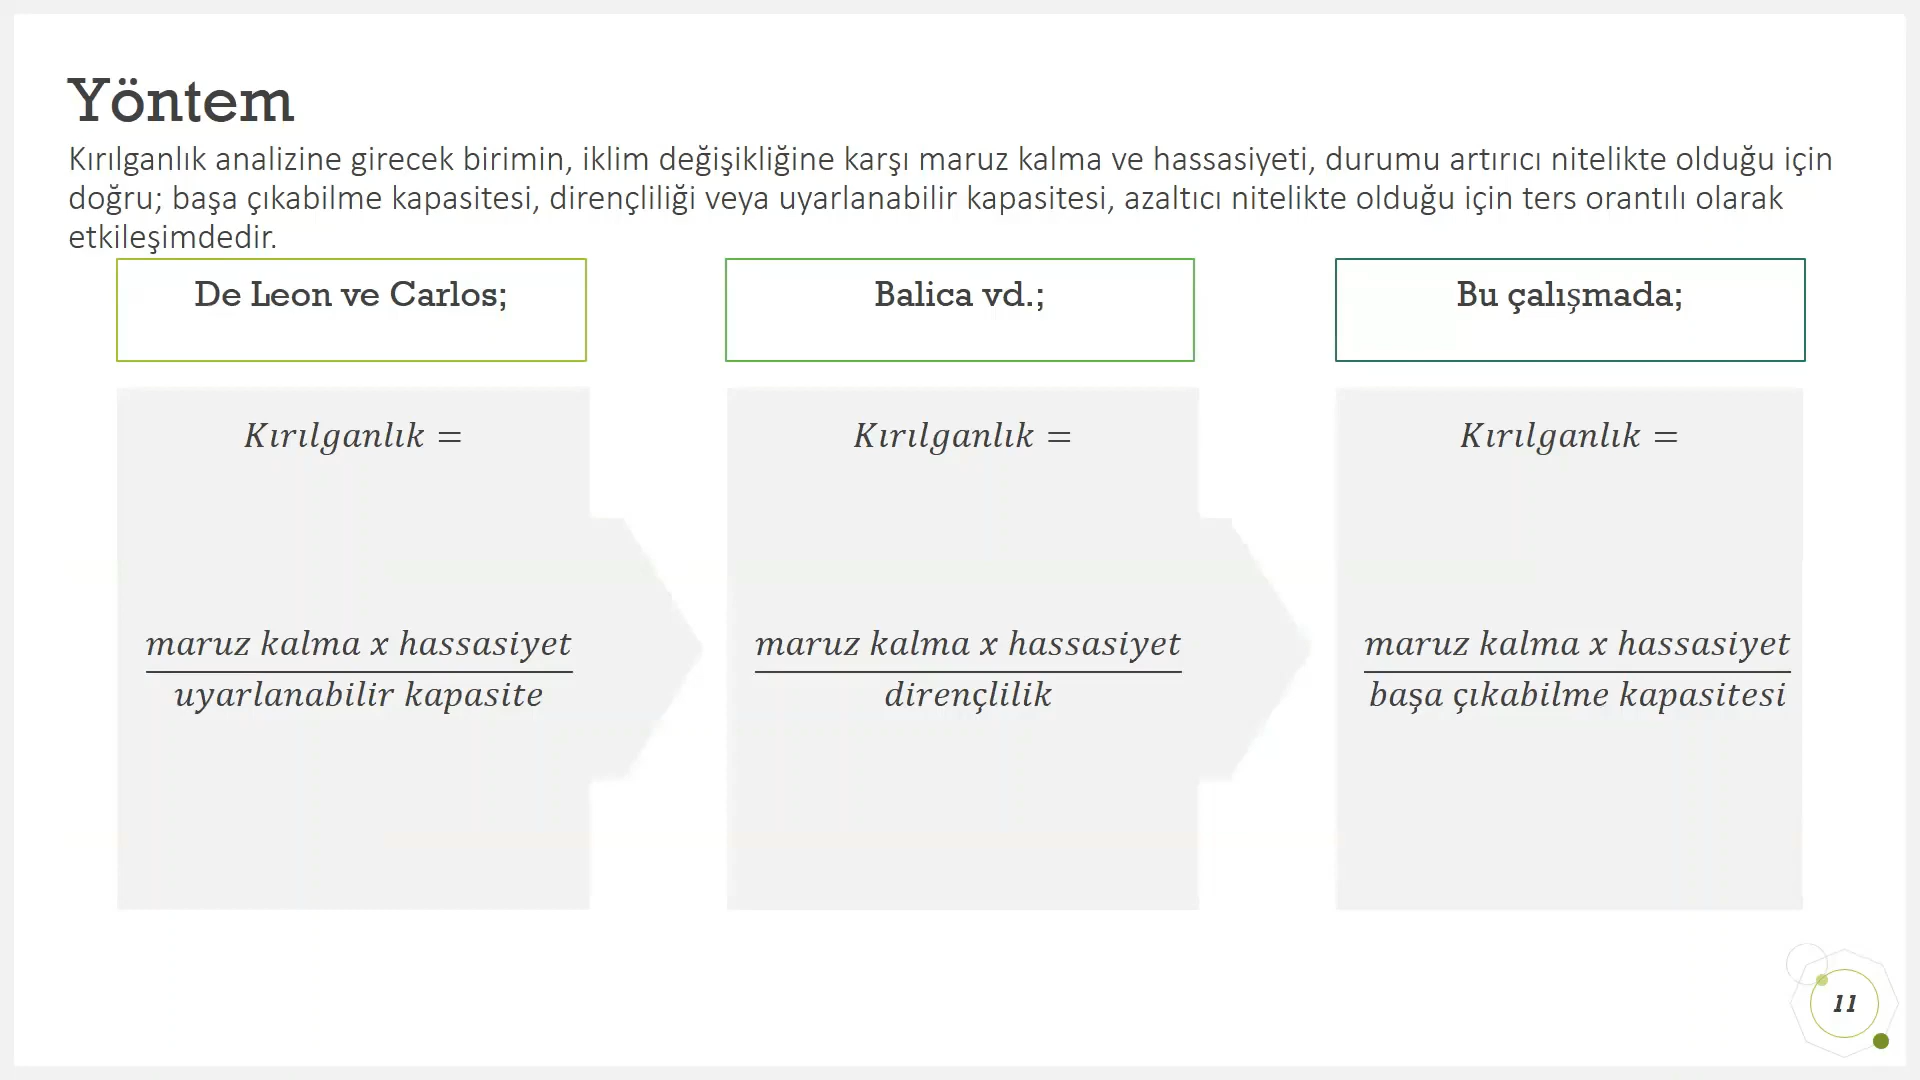 Yöntem
Kırılganlık analizine girecek birimin, iklim değişikliğine karşı maruz kalma ve hassasiyeti, durumu artırıcı nitelikte olduğu için
doğru; başa çıkabilme kapasitesi, dirençliliği veya uyarlanabilir kapasitesi, azaltıcı nitelikte olduğu için ters orantılı olarak
etkileşimdedir.
De Leon ve Carlos;
Kırılganlık =
maruz kalma x hassasiyet
uyarlanabilir kapasite
Balica vd.;
Kırılganlık =
maruz kalma x hassasiyet
dirençlilik
Bu çalışmada;
Kırılganlık =
maruz kalma x hassasiyet
başa çıkabilme kapasitesi
11